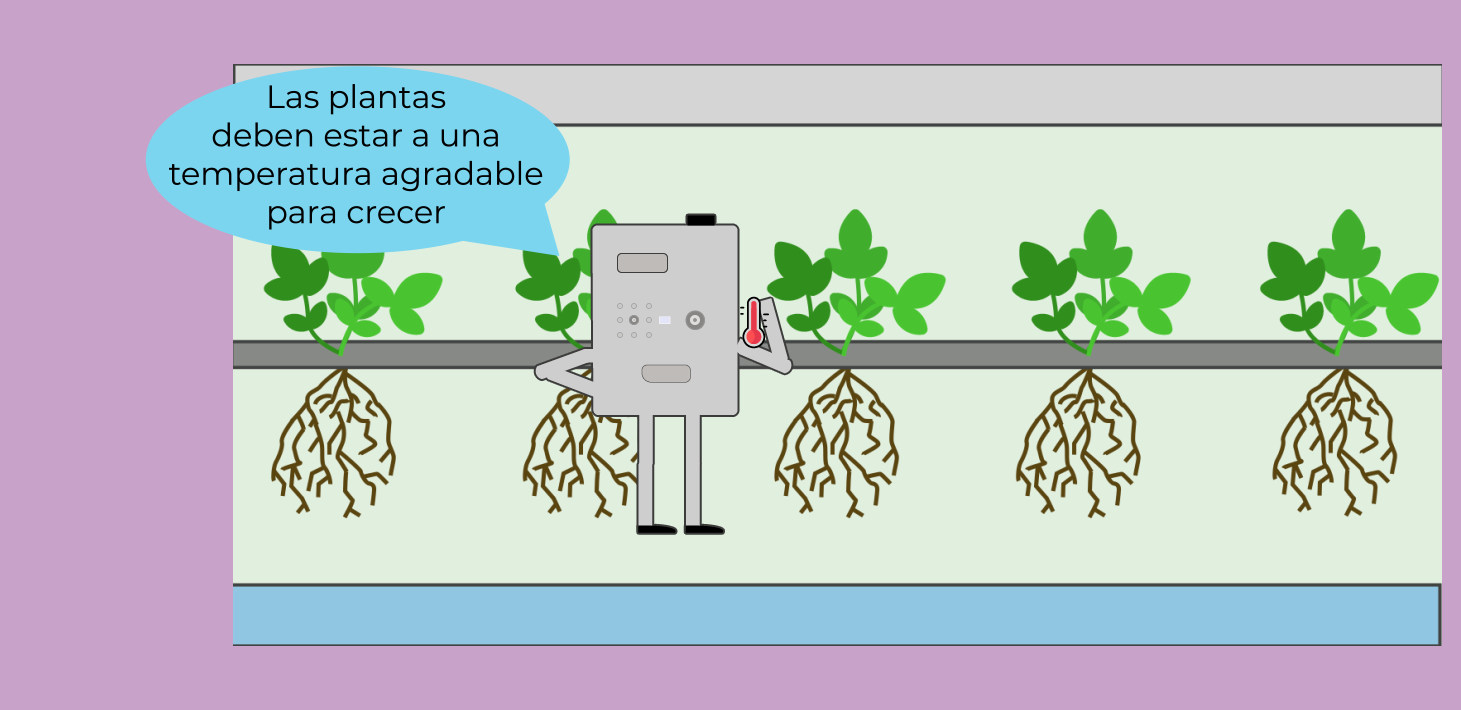 Las plantas
deben estar a una
temperatura agradable
para crecer